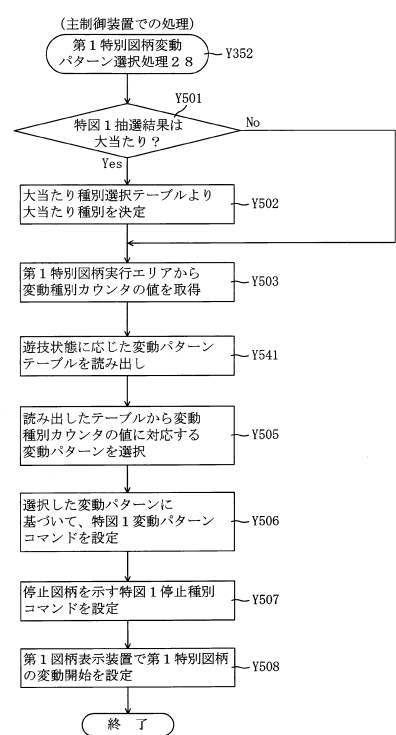 (主制御装置での処理)
第１特別図柄変動
パターン選択処理２８
Y352
Y501
特図１抽選結果は
大当たり？
No
Yes
大当たり種別選択テーブルより
大当たり種別を決定
Y502
第１特別図柄実行エリアから
変動種別カウンタの値を取得
Y503
遊技状態に応じた変動パターン
テーブルを読み出し
Y541
読み出したテーブルから変動
種別カウンタの値に対応する
変動パターンを選択
Y505
選択した変動パターンに
基づいて、特図１変動パターン
コマンドを設定
Y506
停止図柄を示す特図１停止種別
コマンドを設定
Y507
第１図柄表示装置で第１特別図柄
の変動開始を設定
Y508
終 了